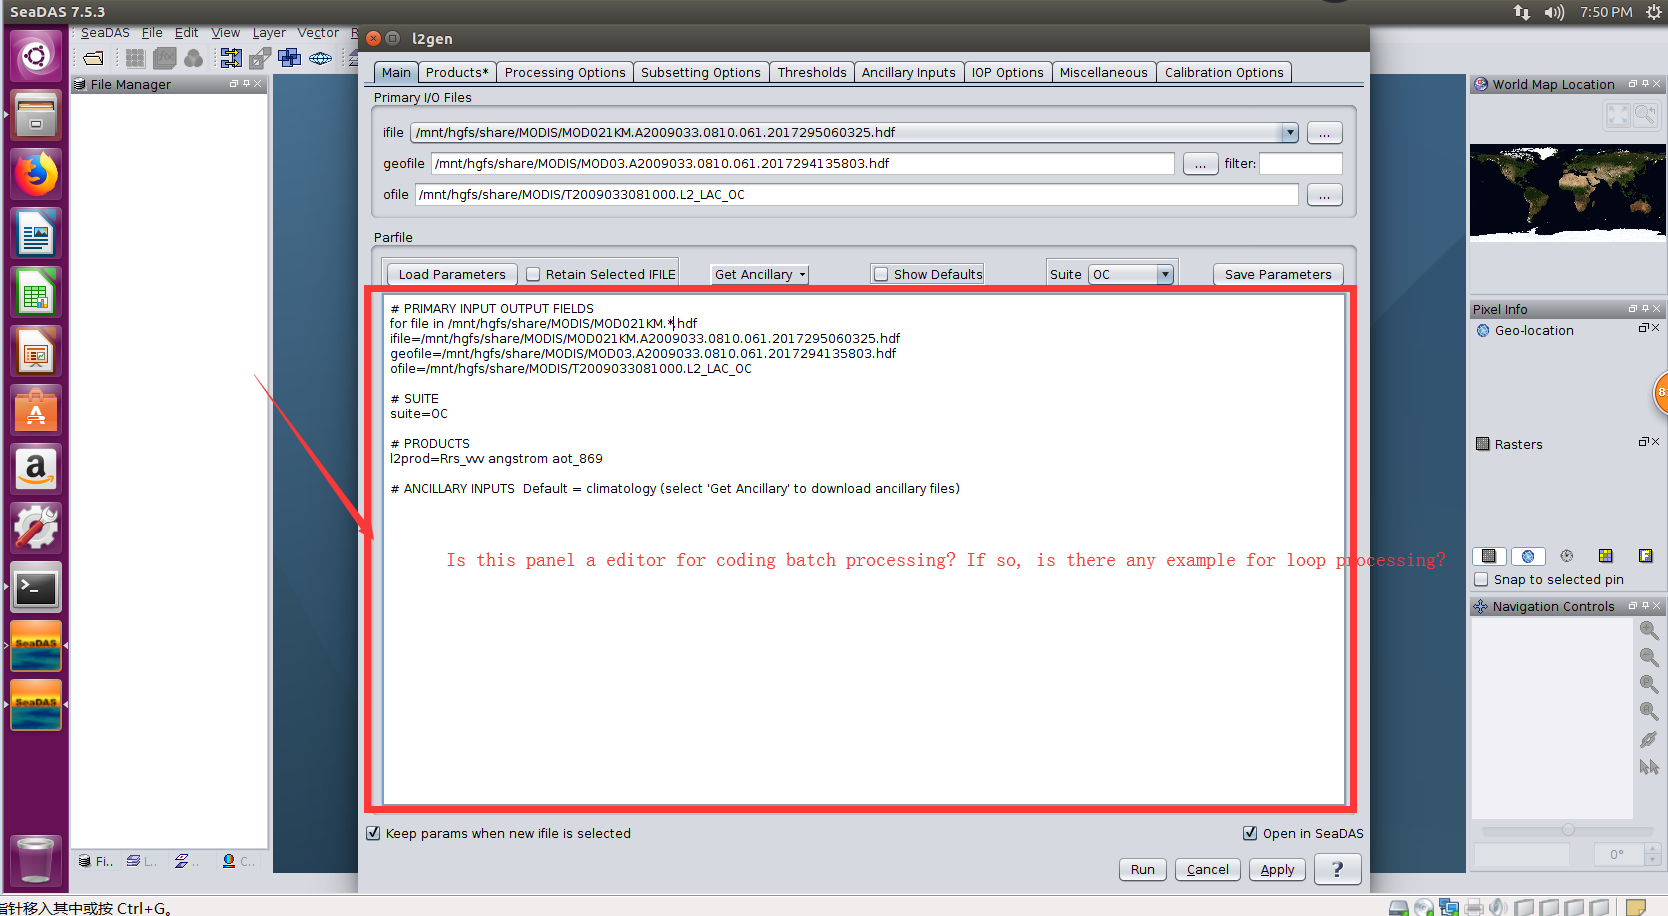 SeaDAS 7.5.3
7:50 PM
SeaDAS File Edit View Layer Vector R
l2gen
File Manager
Main Products* Processing Options Subsetting Options Thresholds Ancillary Inputs IOP Options Miscellaneous Calibration Options
Primary I/O Files
ifile /mnt/hgfs/share/MODIS/MOD021KM.A2009033.0810.061.2017295060325.hdf ...
geofile /mnt/hgfs/share/MODIS/MOD03.A2009033.0810.061.2017294135803.hdf ... filter:
ofile /mnt/hgfs/share/MODIS/T2009033081000.L2_LAC_OC ...
Parfile
Load Parameters Retain Selected IFILE Get Ancillary Show Defaults Suite OC Save Parameters
# PRIMARY INPUT OUTPUT FIELDS
for file in /mnt/hgfs/share/MODIS/MOD021KM.*.hdf
ifile=/mnt/hgfs/share/MODIS/MOD021KM.A2009033.0810.061.2017295060325.hdf
geofile=/mnt/hgfs/share/MODIS/MOD03.A2009033.0810.061.2017294135803.hdf
ofile=/mnt/hgfs/share/MODIS/T2009033081000.L2_LAC_OC
# SUITE
suite=OC
# PRODUCTS
l2prod=Rrs_vvv angstrom aot_869
# ANCILLARY INPUTS  Default = climatology (select 'Get Ancillary' to download ancillary files)
Is this panel a editor for coding batch processing? If so, is there any example for loop processing?
Keep params when new ifile is selected
Open in SeaDAS
Run Cancel Apply ?
World Map Location
Pixel Info
Geo-location
Rasters
Snap to selected pin
Navigation Controls
0°
Fi.. L.. .. C..
SeaDAS
SeaDAS
指针移入其中或按 Ctrl+G。